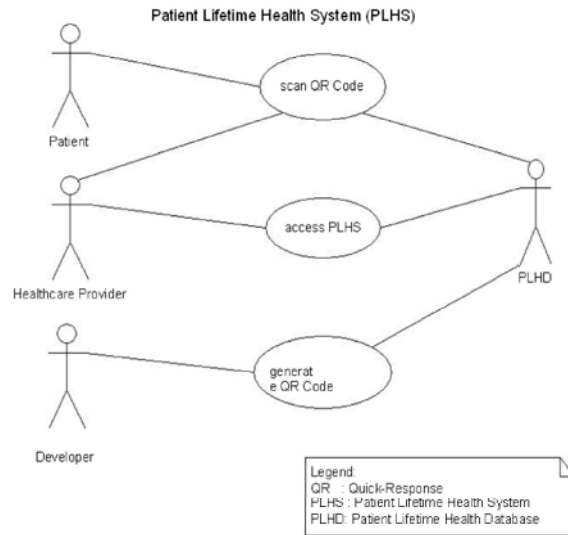 Patient Lifetime Health System (PLHS)
scan QR Code
Patient
access PLHS
PLHD
Healthcare Provider
generat
e QR Code
Developer
Legend:
QR : Quick-Response
PLHS : Patient Lifetime Health System
PLHD: Patient Lifetime Health Database